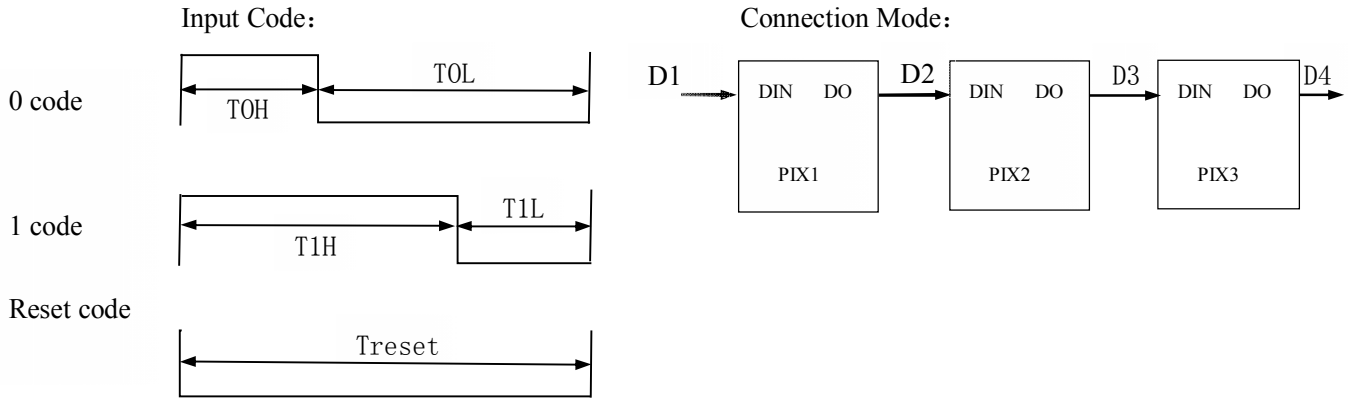 Input Code：
0 code
T0H
T0L
1 code
T1H
T1L
Reset code
Treset
Connection Mode：
D1
DIN DO
PIX1
D2
DIN DO
PIX2
D3
DIN DO
PIX3
D4